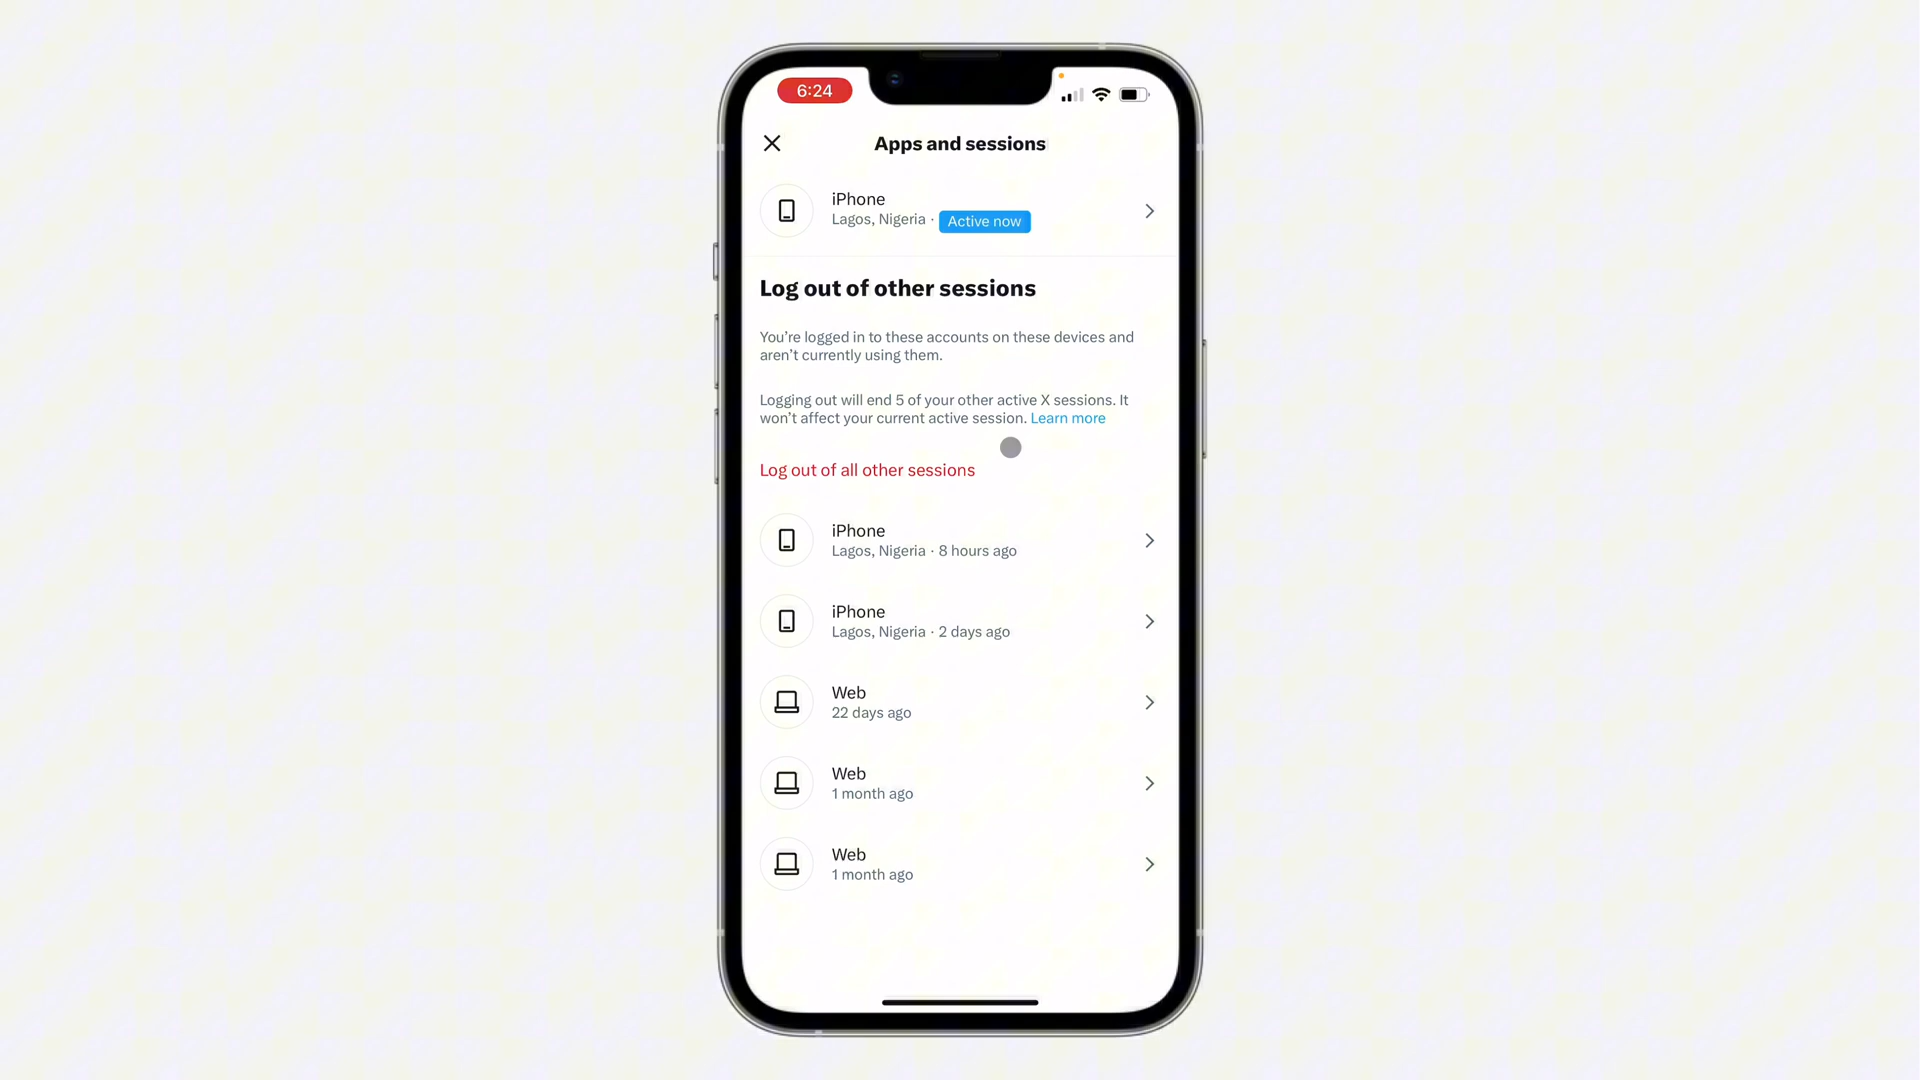 6:24
Apps and sessions
iPhone
Lagos, Nigeria · Active now
Log out of other sessions
You’re logged in to these accounts on these devices and
aren’t currently using them.
Logging out will end 5 of your other active X sessions. It
won’t affect your current active session. Learn more
Log out of all other sessions
iPhone
Lagos, Nigeria · 8 hours ago
iPhone
Lagos, Nigeria · 2 days ago
Web
22 days ago
Web
1 month ago
Web
1 month ago